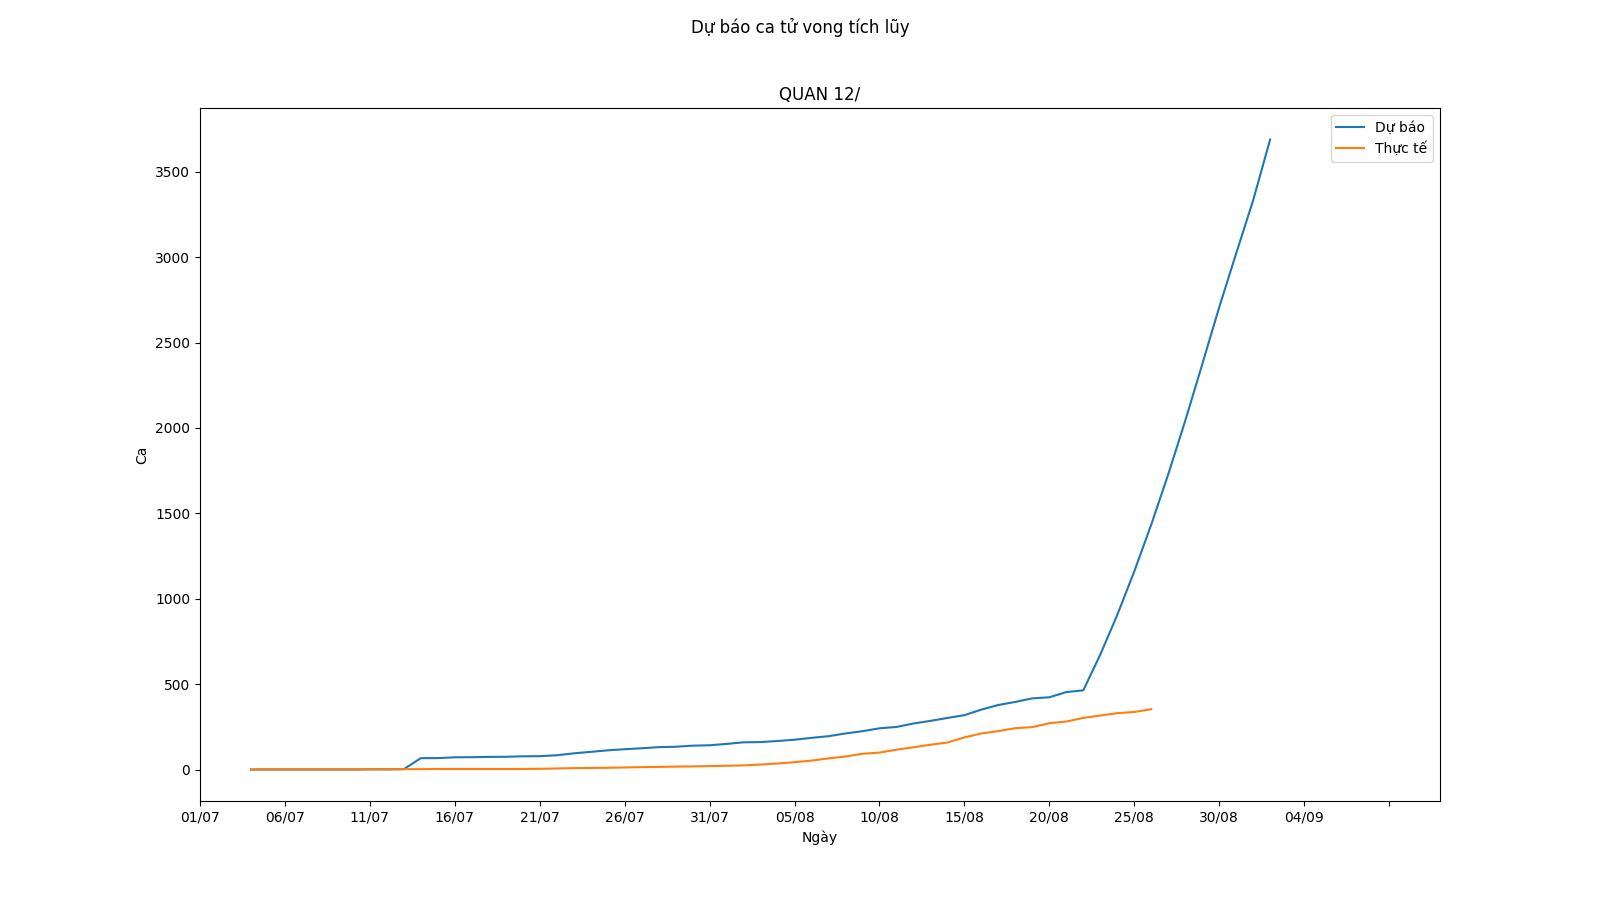 Dự báo ca tử vong tích lũy
QUAN 12/
Dự báo
Thực tế
3500
3000
2500
2000
1500
1000
500
0
Ca
01/07 06/07 11/07 16/07 21/07 26/07 31/07 05/08 10/08 15/08 20/08 25/08 30/08 04/09
Ngày